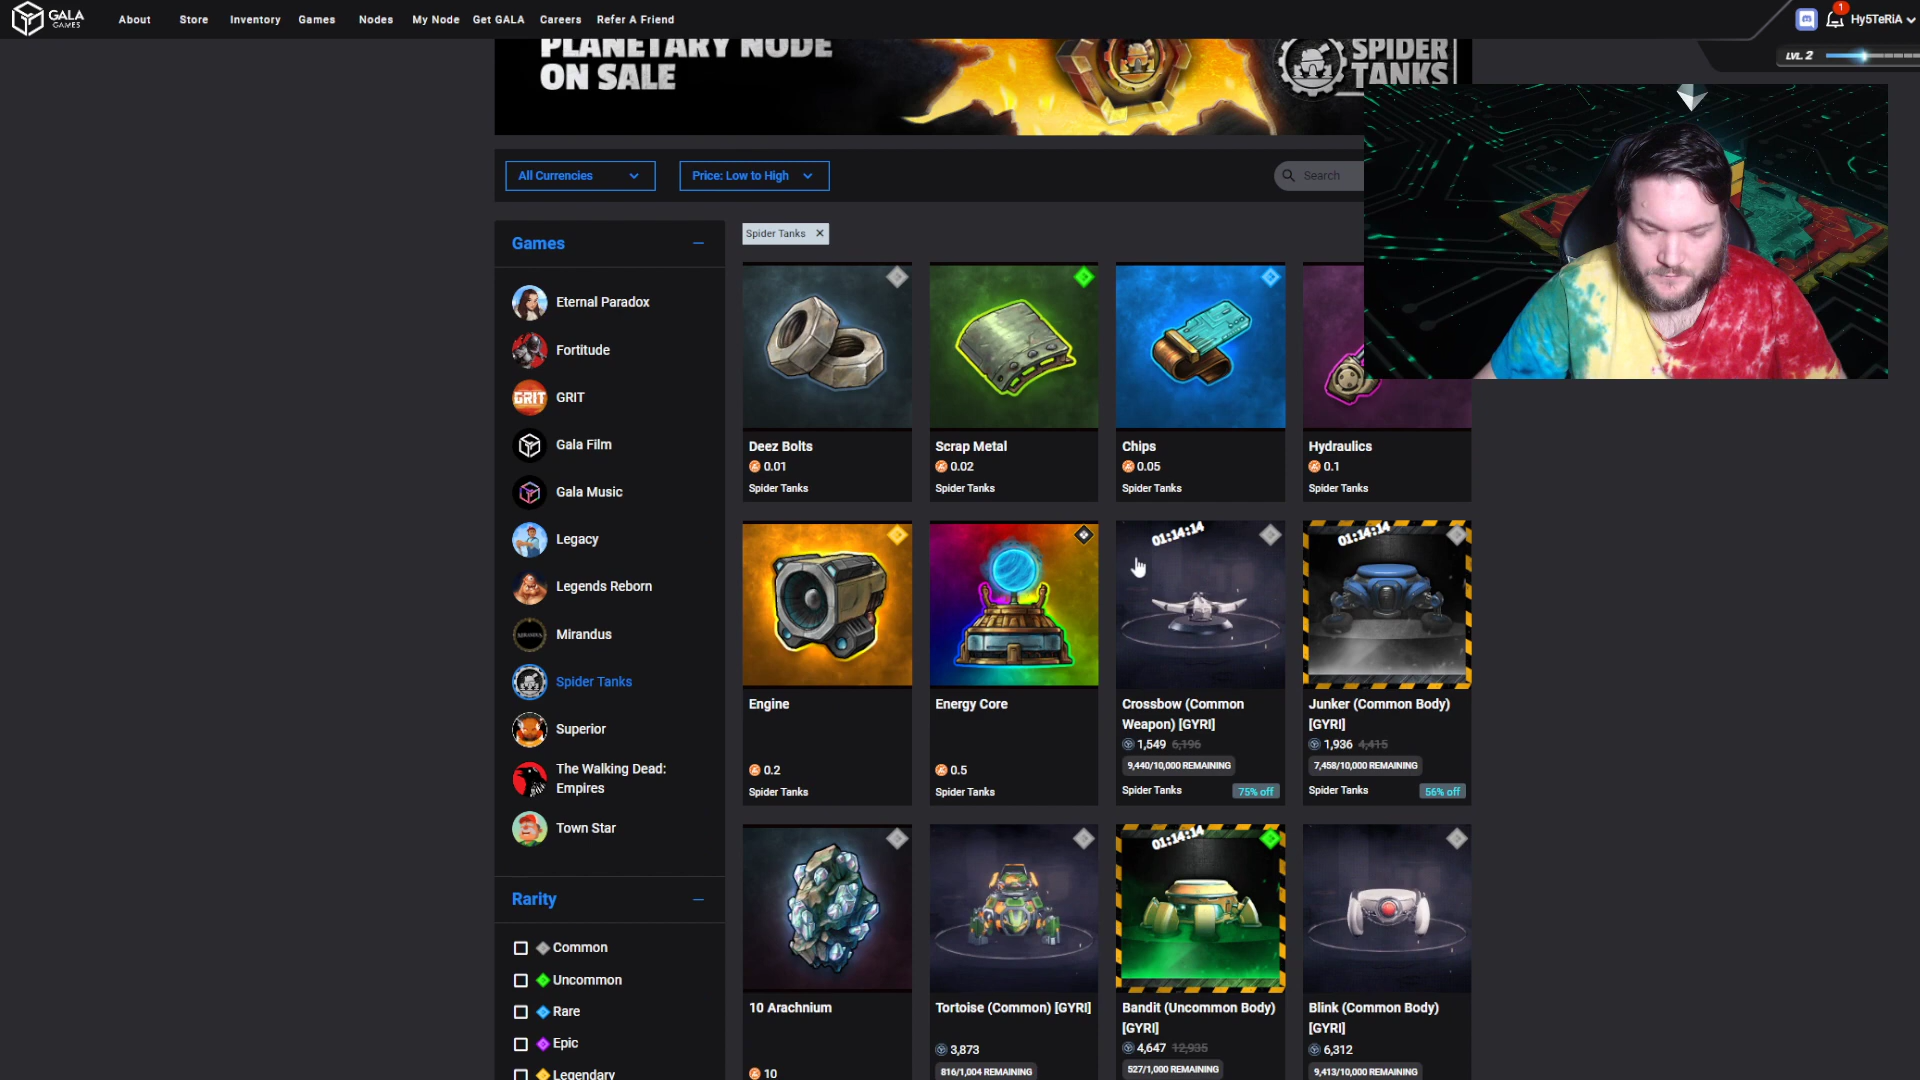 GALA
GAMES
About
Store
Inventory
Games
Nodes
My Node
Get GALA
Careers
Refer A Friend
1
Hy5TeRiA
LVL 2
PLANETARY NODE
ON SALE
SPIDER
TANKS
All Currencies
Price: Low to High
Search
Games
Spider Tanks
Eternal Paradox
Fortitude
GRIT
GRIT
Gala Film
Gala Music
Legacy
Legends Reborn
Mirandus
Spider Tanks
Superior
The Walking Dead:
Empires
Town Star
Rarity
Common
Uncommon
Rare
Epic
Legendary
Deez Bolts
0.01
Spider Tanks
Scrap Metal
0.02
Spider Tanks
Chips
0.05
Spider Tanks
Hydraulics
0.1
Spider Tanks
Engine
0.2
Spider Tanks
Energy Core
0.5
Spider Tanks
01:14:14
Crossbow (Common
Weapon) [GYRI]
1,549 6,196
9,440/10,000 REMAINING
Spider Tanks
75% off
01:14:14
Junker (Common Body)
[GYRI]
1,936 4,415
7,458/10,000 REMAINING
Spider Tanks
56% off
10 Arachnium
10
Tortoise (Common) [GYRI]
3,873
816/1,004 REMAINING
01:14:14
Bandit (Uncommon Body)
[GYRI]
4,647 12,935
527/1,000 REMAINING
Blink (Common Body)
[GYRI]
6,312
9,413/10,000 REMAINING